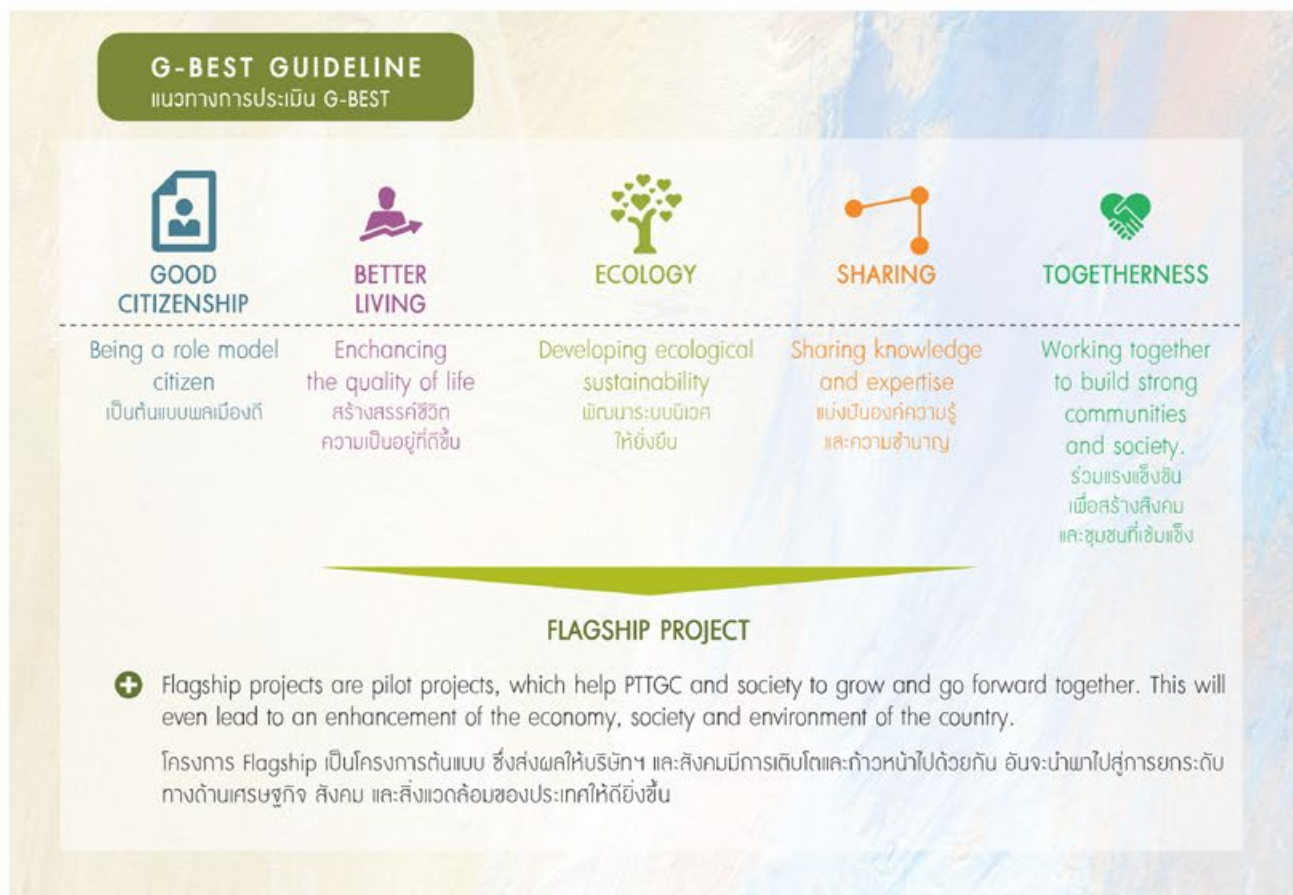 G-BEST GUIDELINE
แนวทางการประเมิน G-BEST
GOOD
CITIZENSHIP
Being a role model
citizen
เป็นต้นแบบพลเมืองดี
BETTER
LIVING
Enchancing
the quality of life
สร้างสรรค์ชีวิต
ความเป็นอยู่ที่ดีขึ้น
ECOLOGY
Developing ecological
sustainability
พัฒนาระบบนิเวศ
ให้ยั่งยืน
SHARING
Sharing knowledge
and expertise
แบ่งปันองค์ความรู้
และความชำนาญ
TOGETHERNESS
Working together
to build strong
communities
and society.
ร่วมแรงแข็งขัน
เพื่อสร้างสังคม
และชุมชนที่เข้มแข็ง
FLAGSHIP PROJECT
Flagship projects are pilot projects, which help PTTGC and society to grow and go forward together. This will
even lead to an enhancement of the economy, society and environment of the country.
โครงการ Flagship เป็นโครงการต้นแบบ ซึ่งส่งผลให้บริษัทฯ และสังคมมีการเติบโตและก้าวหน้าไปด้วยกัน อันจะนำพาไปสู่การยกระดับ
ทางด้านเศรษฐกิจ สังคม และสิ่งแวดล้อมของประเทศให้ดียิ่งขึ้น